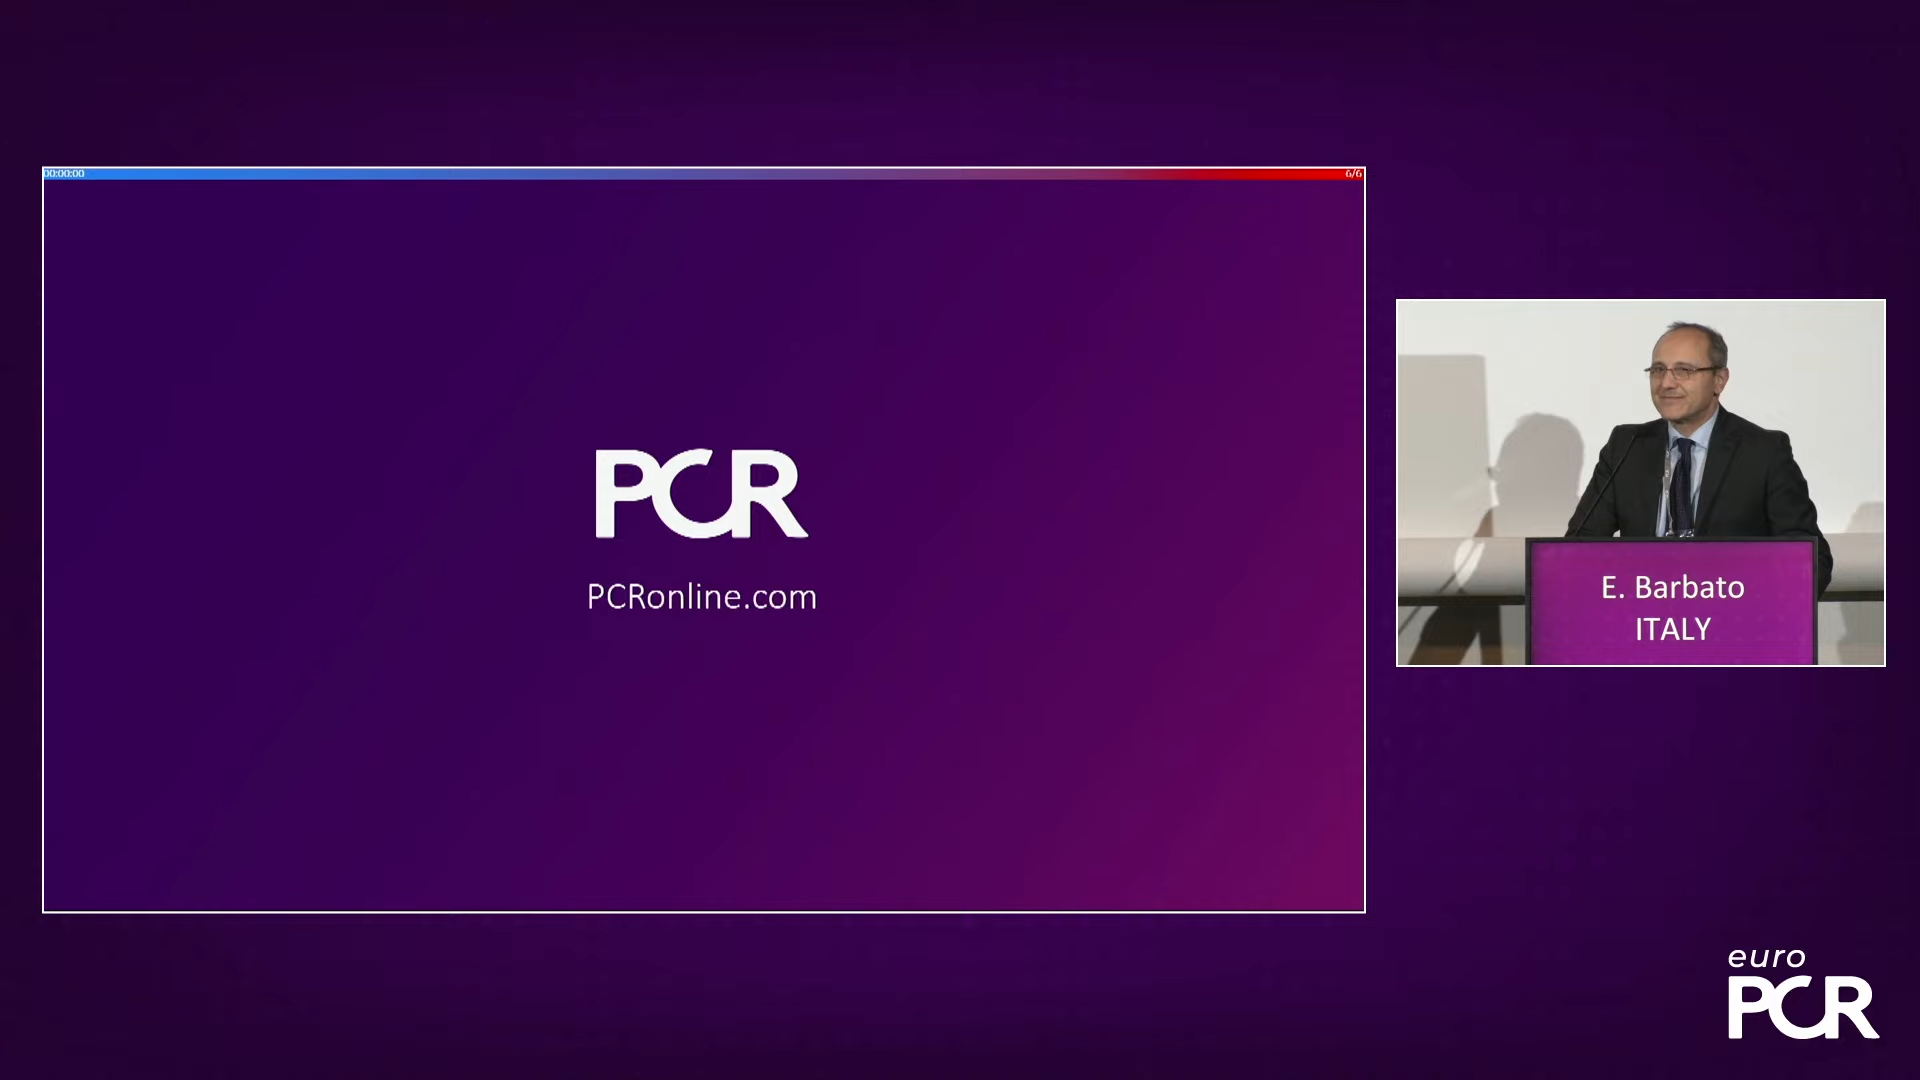 00:00:00
6/6
PCR
PCRonline.com
E. Barbato
ITALY
euro
PCR